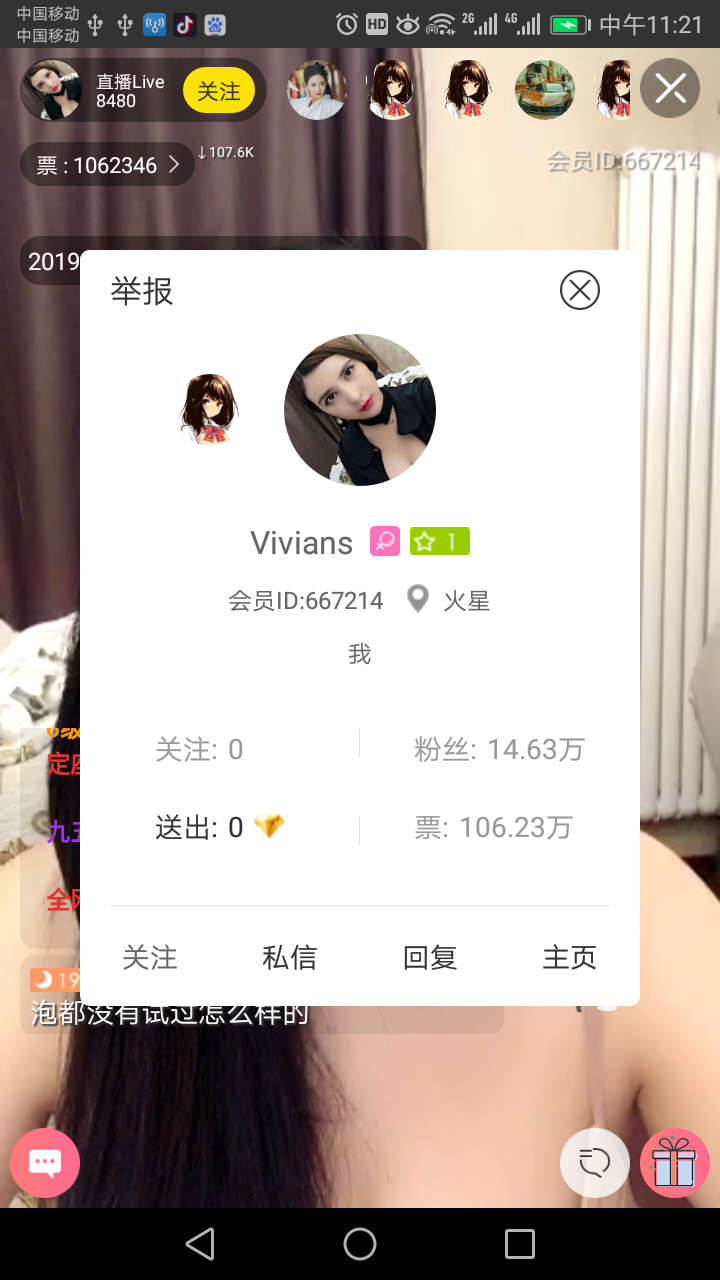 中国移动
中国移动
HD
2G
4G
中午11:21
直播Live
8480
关注
票 : 1062346
↓107.6K
会员ID:667214
2019
举报
Vivians
1
会员ID:667214
火星
我
关注: 0
粉丝: 14.63万
送出: 0
票: 106.23万
定座
九五
全网
关注
私信
回复
主页
19
泡都没有试过怎么样的